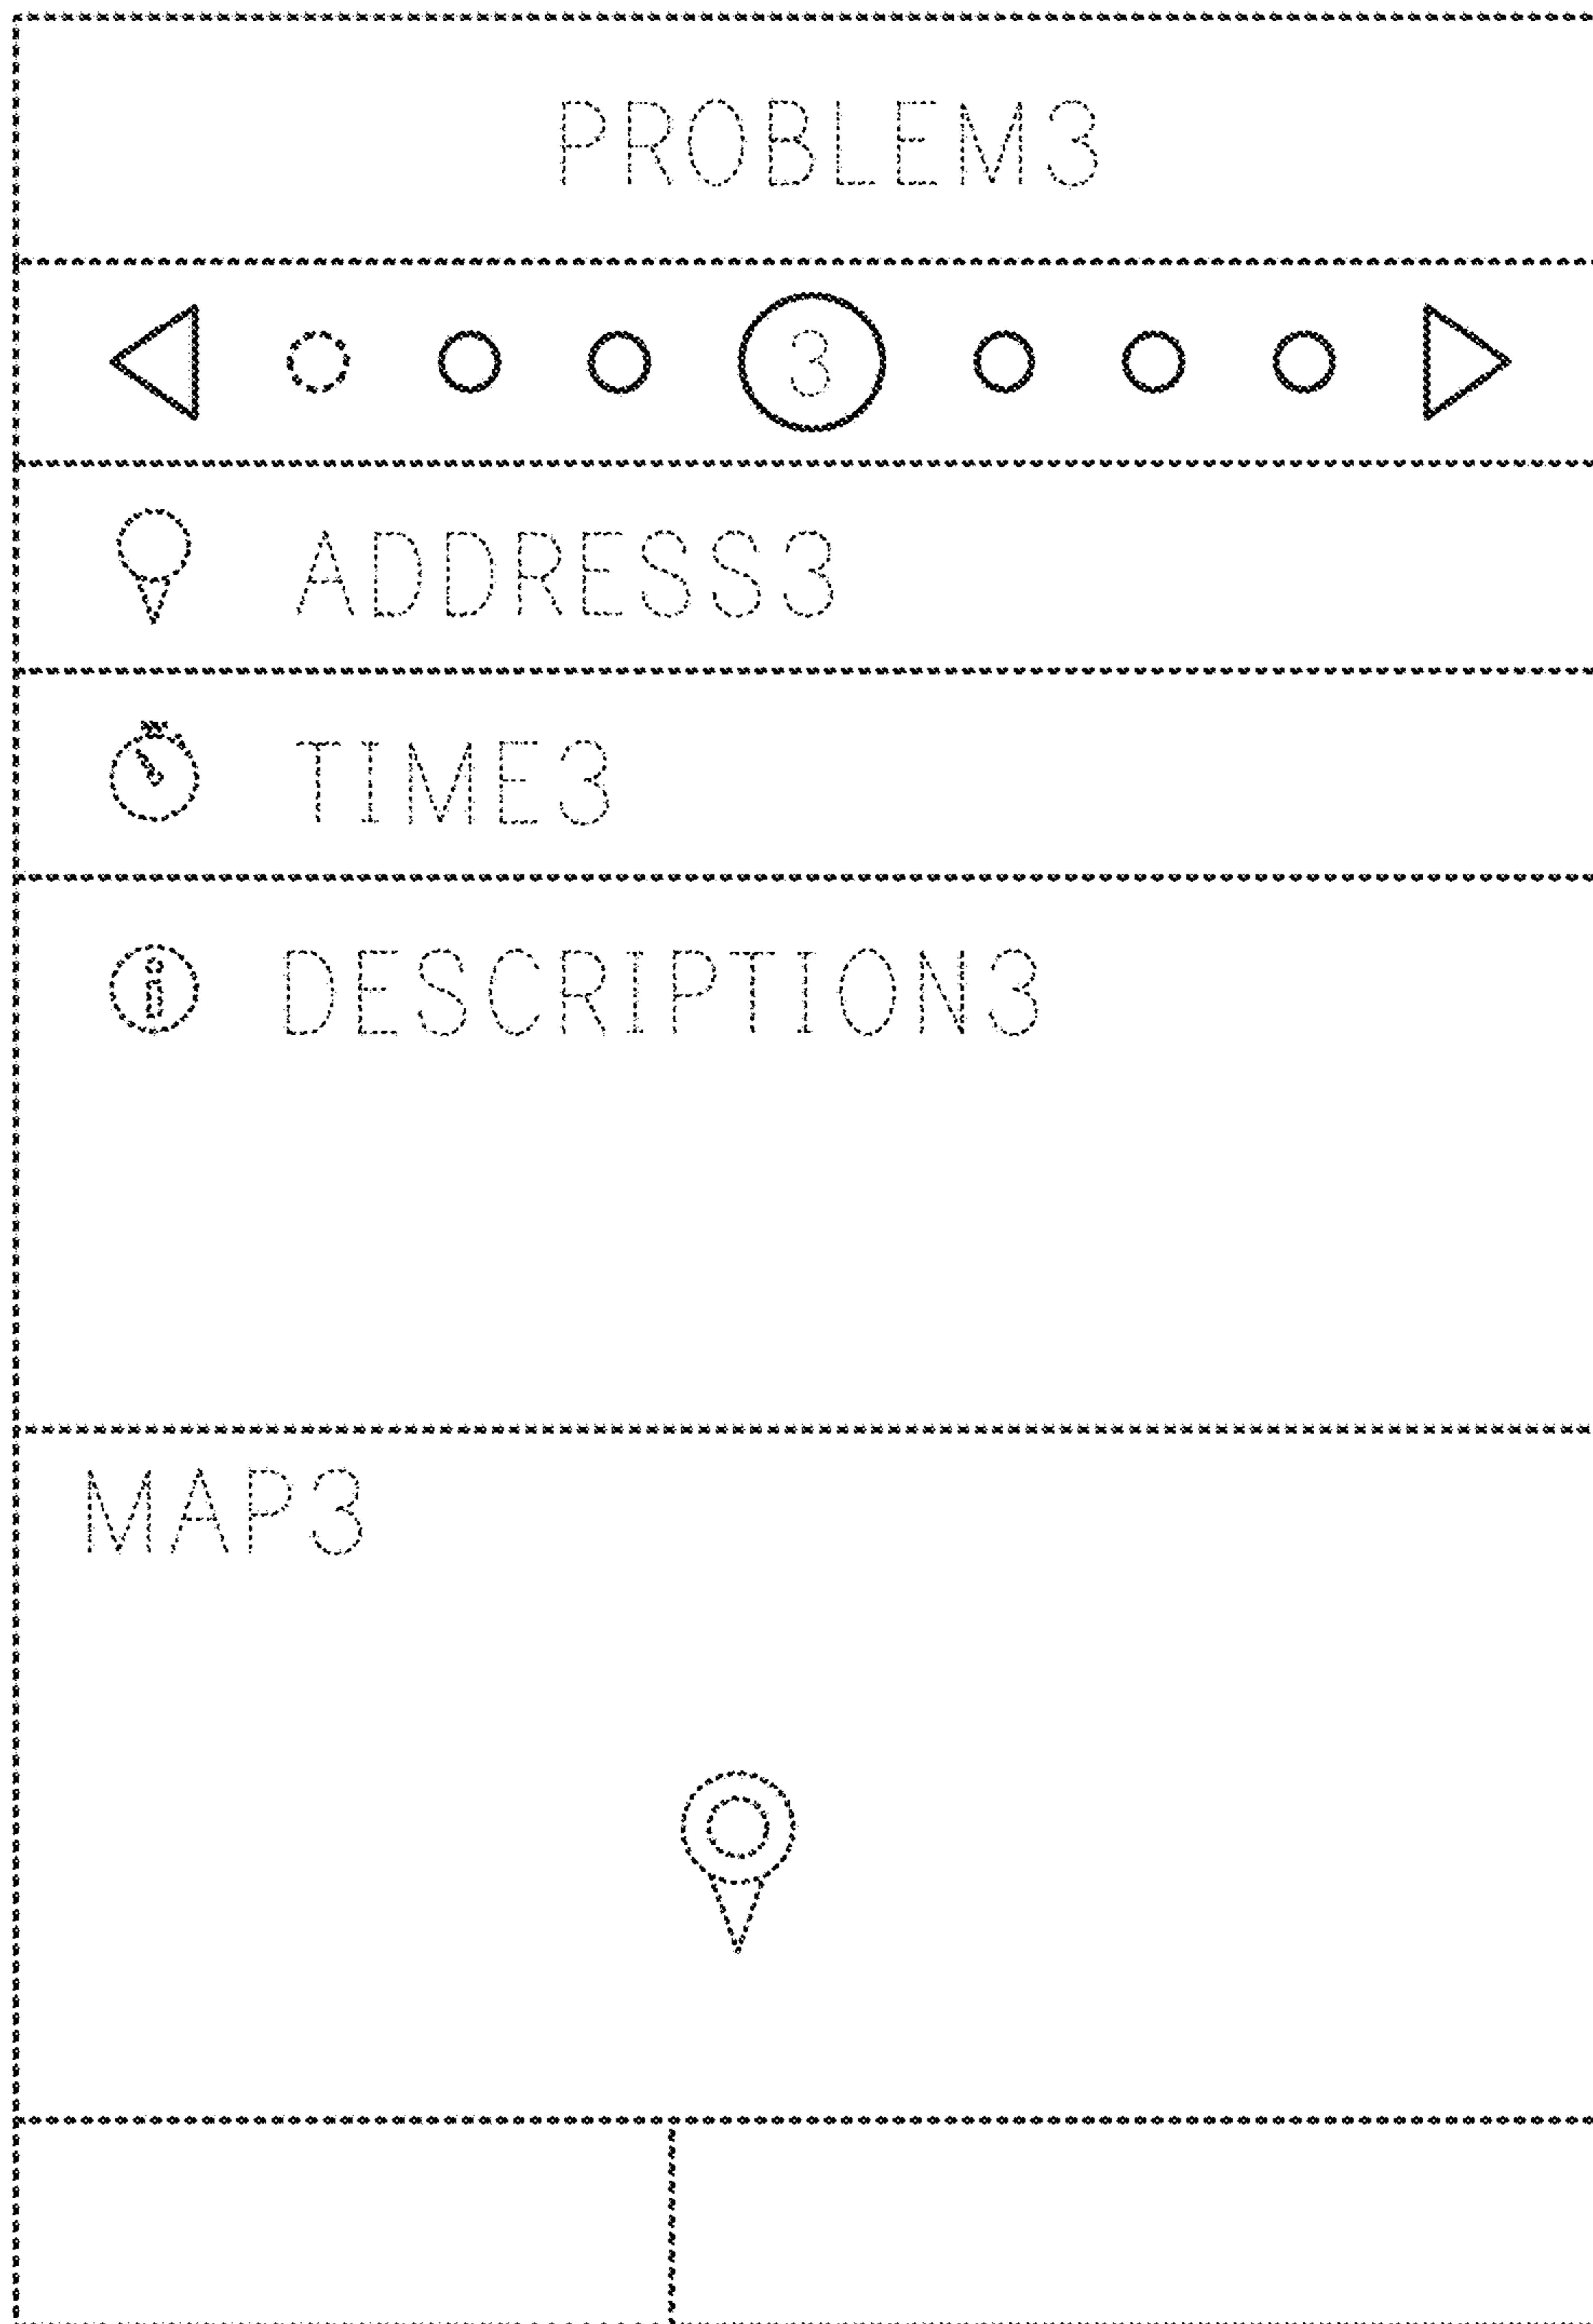 PROBLEM3
3
ADDRESS3
TIME3
i DESCRIPTION3
MAP3